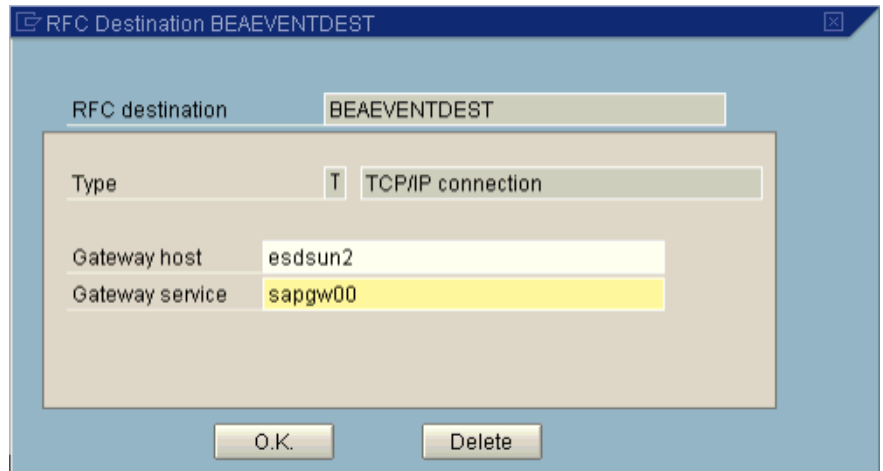 RFC Destination BEAEVENTDEST
RFC destination BEAEVENTDEST
Type T TCP/IP connection
Gateway host esdsun2
Gateway service sapgw00
O.K. Delete